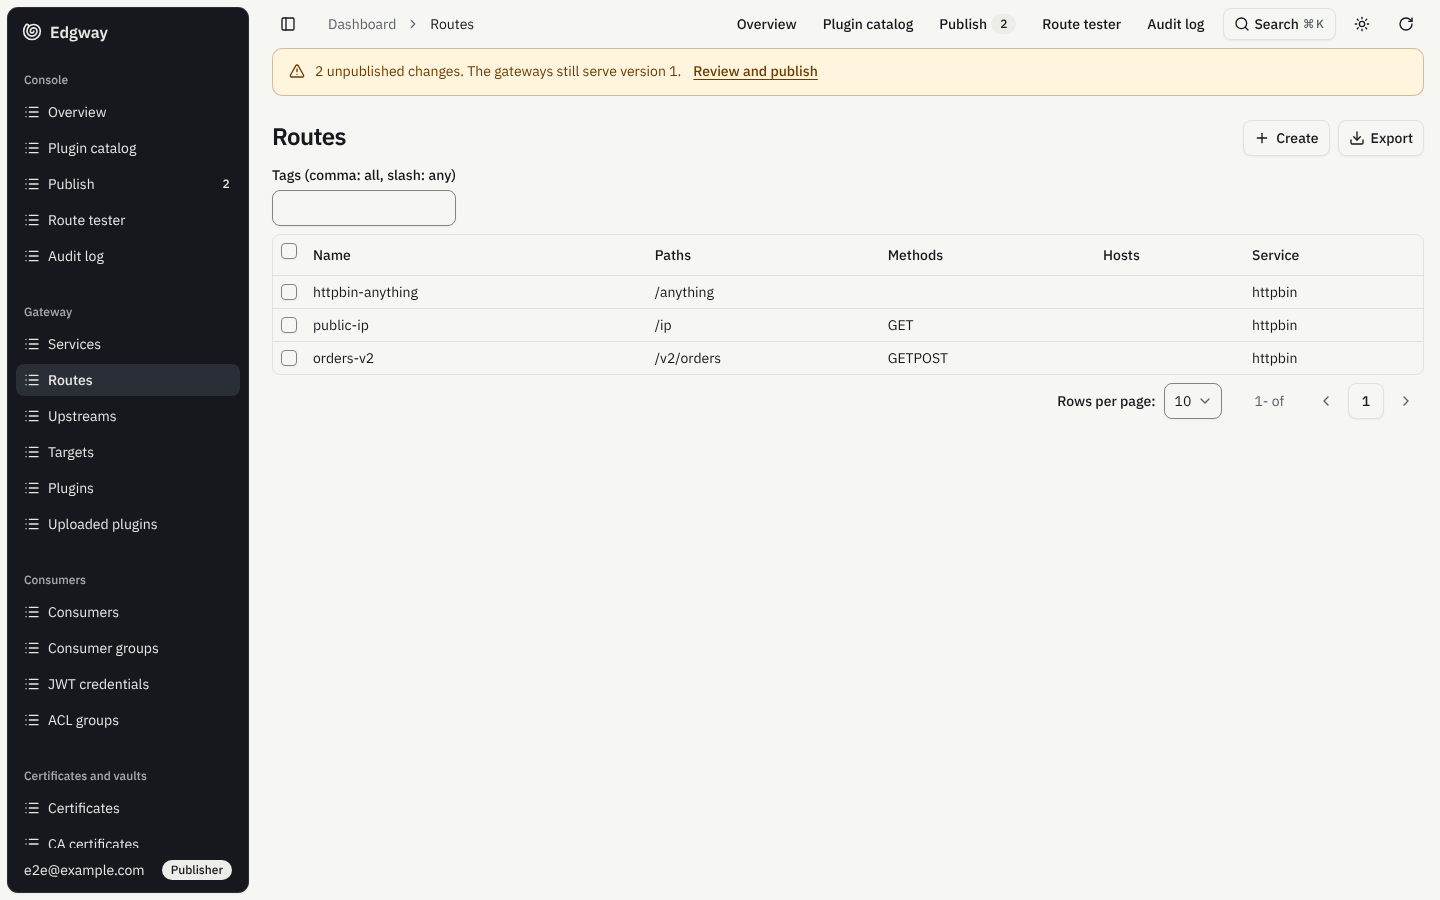 Edgway
Console
Overview
Plugin catalog
Publish 2
Route tester
Audit log
Gateway
Services
Routes
Upstreams
Targets
Plugins
Uploaded plugins
Consumers
Consumers
Consumer groups
JWT credentials
ACL groups
Certificates and vaults
Certificates
CA certificates
e2e@example.com Publisher
Dashboard > Routes Overview Plugin catalog Publish 2 Route tester Audit log Search ⌘K
2 unpublished changes. The gateways still serve version 1. Review and publish
Routes
Create Export
Tags (comma: all, slash: any)
Name Paths Methods Hosts Service
httpbin-anything /anything httpbin
public-ip /ip GET httpbin
orders-v2 /v2/orders GETPOST httpbin
Rows per page: 10 1- of 1